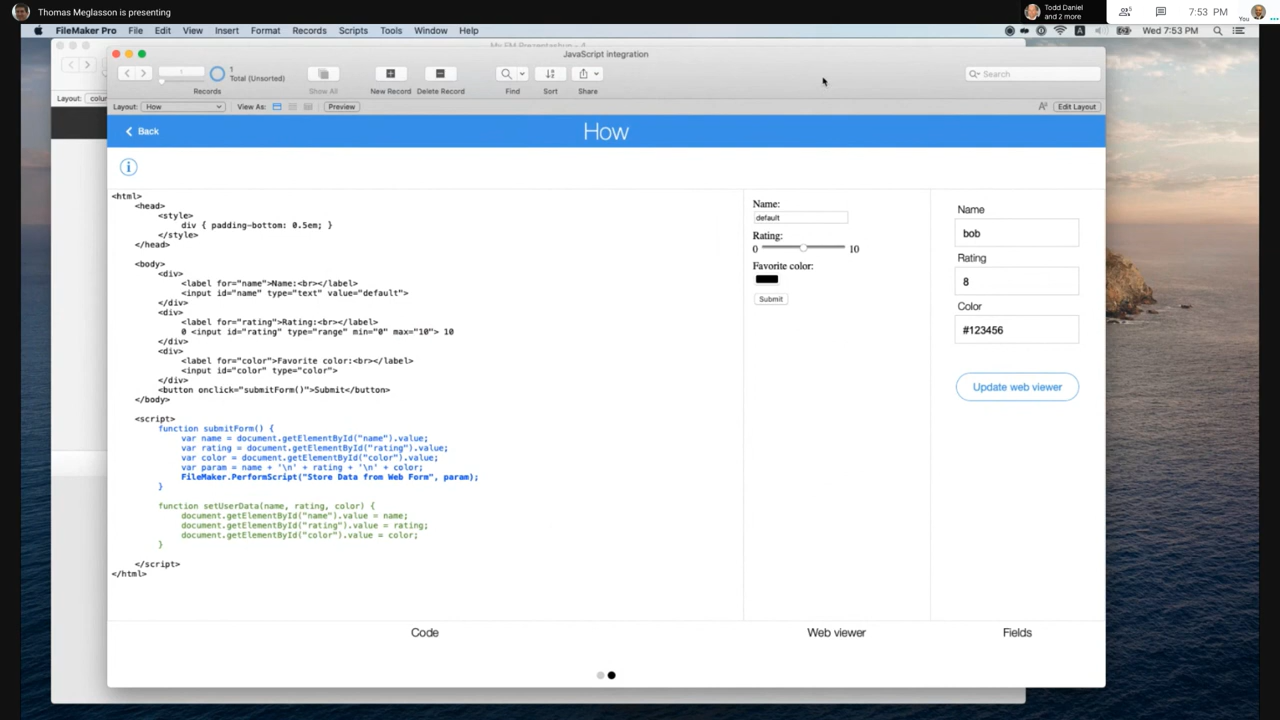 Thomas Meglasson is presenting
Todd Daniel
and 2 more
7:53 PM
You
FileMaker Pro File Edit View Insert Format Records Scripts Tools Window Help
Wed 7:53 PM
JavaScript integration
1
1
Total (Unsorted)
Records
Show All
New Record
Delete Record
Find
Sort
Share
Search
Layout:
Layout: How
View As:
Preview
Edit Layout
Back
How
<html>
<head>
<style>
div { padding-bottom: 0.5em; }
</style>
</head>
<body>
<div>
<label for="name">Name:<br></label>
<input id="name" type="text" value="default">
</div>
<div>
<label for="rating">Rating:<br></label>
0 <input id="rating" type="range" min="0" max="10"> 10
</div>
<div>
<label for="color">Favorite color:<br></label>
<input id="color" type="color">
</div>
<button onclick="submitForm()">Submit</button>
</body>
<script>
function submitForm() {
var name = document.getElementById("name").value;
var rating = document.getElementById("rating").value;
var color = document.getElementById("color").value;
var param = name + '\n' + rating + '\n' + color;
FileMaker.PerformScript("Store Data from Web Form", param);
}
function setUserData(name, rating, color) {
document.getElementById("name").value = name;
document.getElementById("rating").value = rating;
document.getElementById("color").value = color;
}
</script>
</html>
Name:
default
Rating:
0 10
Favorite color:
Submit
Name
bob
Rating
8
Color
#123456
Update web viewer
Code
Web viewer
Fields